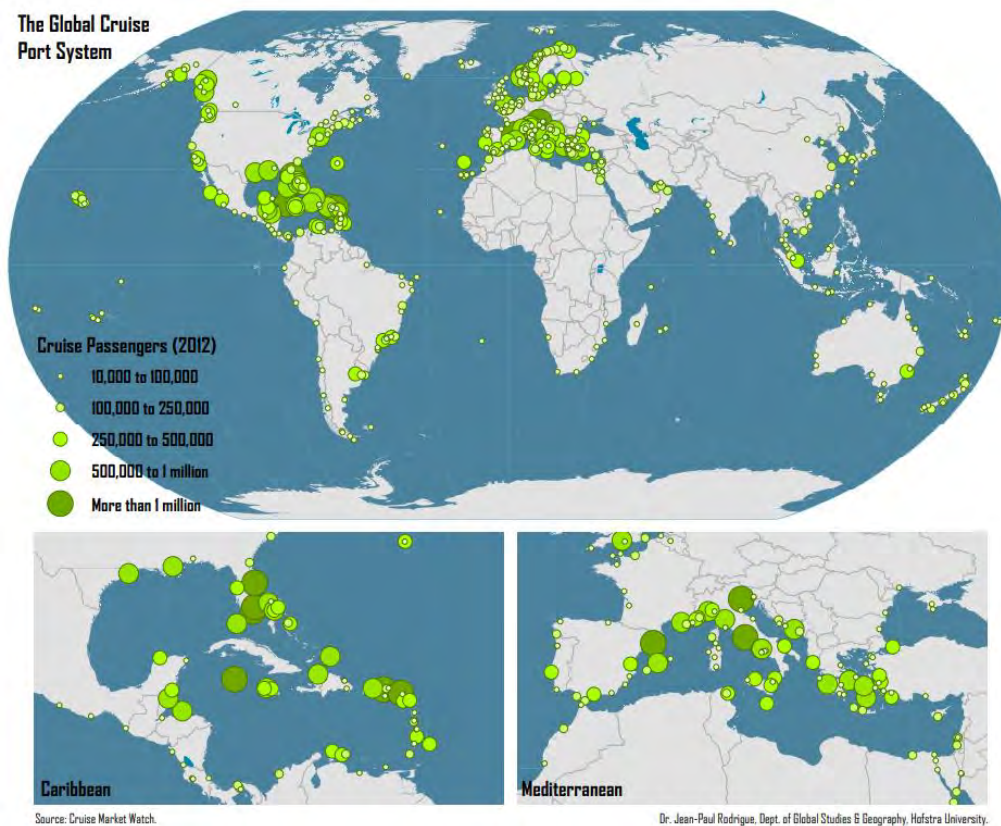 The Global Cruise
Port System
Cruise Passengers (2012)
10,000 to 100,000
100,000 to 250,000
250,000 to 500,000
500,000 to 1 million
More than 1 million
Caribbean
Mediterranean
Source: Cruise Market Watch.
Dr. Jean-Paul Rodrigue, Dept. of Global Studies & Geography, Hofstra University.